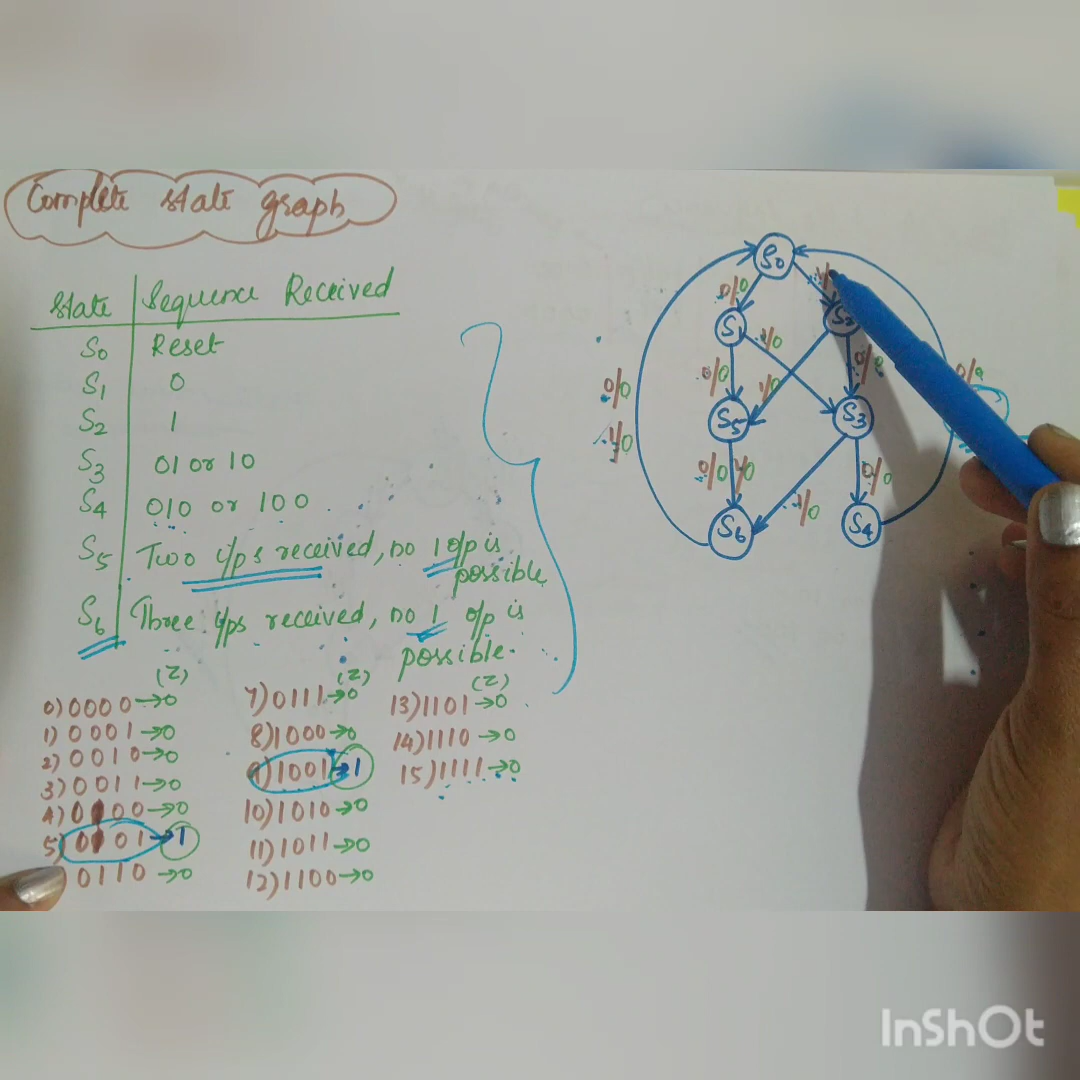 Complete state graph
State Sequence Received
S0 Reset
S1 0
S2 1
S3 01 or 10
S4 010 or 100
S5 Two i/ps received, no 1 o/p is possible
S6 Three i/ps received, no 1 o/p is possible.
(Z)
0) 0000 → 0
1) 0001 → 0
2) 0010 → 0
3) 0011 → 0
4) 0100 → 0
5) 0101 → 1
0110 → 0
(Z)
7) 0111 → 0
8) 1000 → 0
9) 1001 → 1
10) 1010 → 0
11) 1011 → 0
12) 1100 → 0
(Z)
13) 1101 → 0
14) 1110 → 0
15) 1111 → 0
S0
0/0
S1
1/0
0/0
1/0
0/0
1/0
S5
S3
0/0
1/0
0/0
1/0
0/0
S6
S4
InShOt